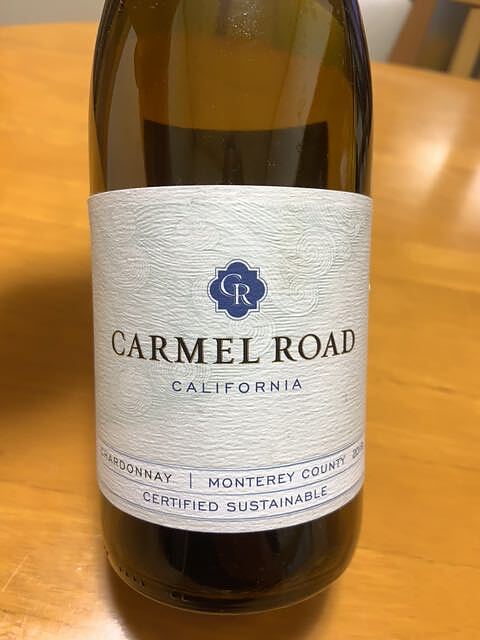 CR
CARMEL ROAD
CALIFORNIA
CHARDONNAY | MONTEREY COUNTY
CERTIFIED SUSTAINABLE